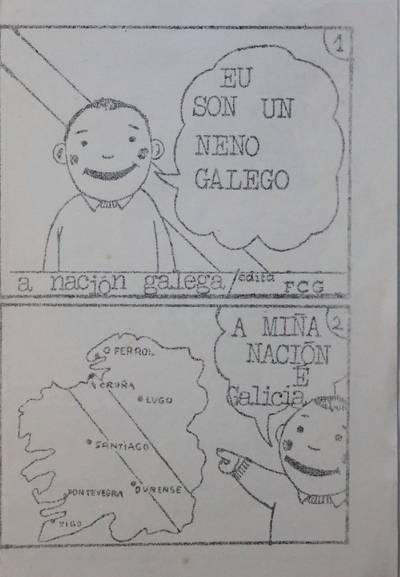 1
EU
SON UN
NENO
GALEGO
a nación galega/edita FCG
2
A MIÑA
NACIÓN
É
Galicia
O FERROL
CRUÑA
LUGO
SANTIAGO
PONTEVEGRA
OURENSE
VIGO